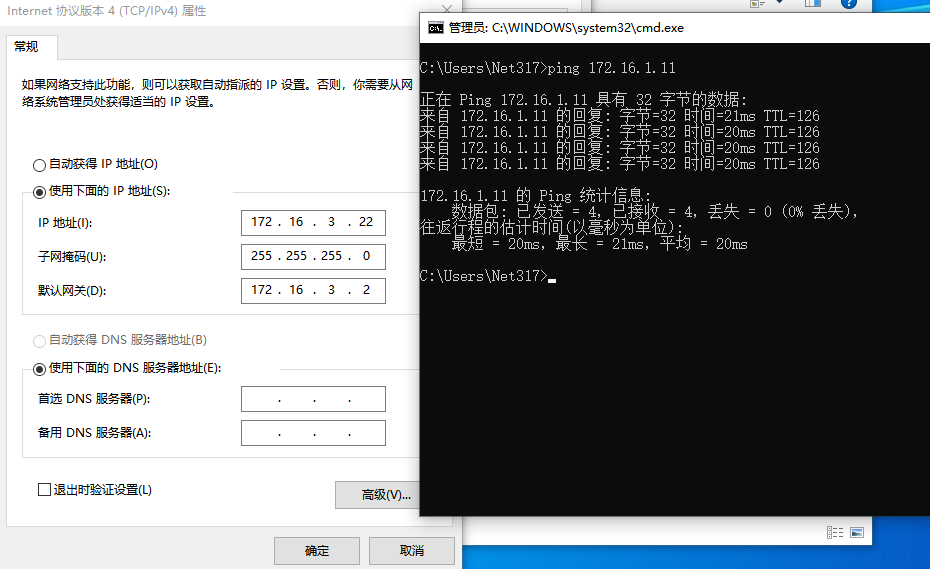 Internet 协议版本 4 (TCP/IPv4) 属性
常规
如果网络支持此功能，则可以获取自动指派的 IP 设置。否则，你需要从网
络系统管理员处获得适当的 IP 设置。
自动获得 IP 地址(O)
使用下面的 IP 地址(S):
IP 地址(I):
172 . 16 . 3 . 22
子网掩码(U):
255 . 255 . 255 . 0
默认网关(D):
172 . 16 . 3 . 2
自动获得 DNS 服务器地址(B)
使用下面的 DNS 服务器地址(E):
首选 DNS 服务器(P):
. . .
备用 DNS 服务器(A):
. . .
退出时验证设置(L)
高级(V)...
确定
取消
管理员: C:\WINDOWS\system32\cmd.exe
C:\Users\Net317>ping 172.16.1.11
正在 Ping 172.16.1.11 具有 32 字节的数据:
来自 172.16.1.11 的回复: 字节=32 时间=21ms TTL=126
来自 172.16.1.11 的回复: 字节=32 时间=20ms TTL=126
来自 172.16.1.11 的回复: 字节=32 时间=20ms TTL=126
来自 172.16.1.11 的回复: 字节=32 时间=20ms TTL=126
172.16.1.11 的 Ping 统计信息:
数据包: 已发送 = 4，已接收 = 4，丢失 = 0 (0% 丢失)，
往返行程的估计时间(以毫秒为单位):
最短 = 20ms，最长 = 21ms，平均 = 20ms
C:\Users\Net317>